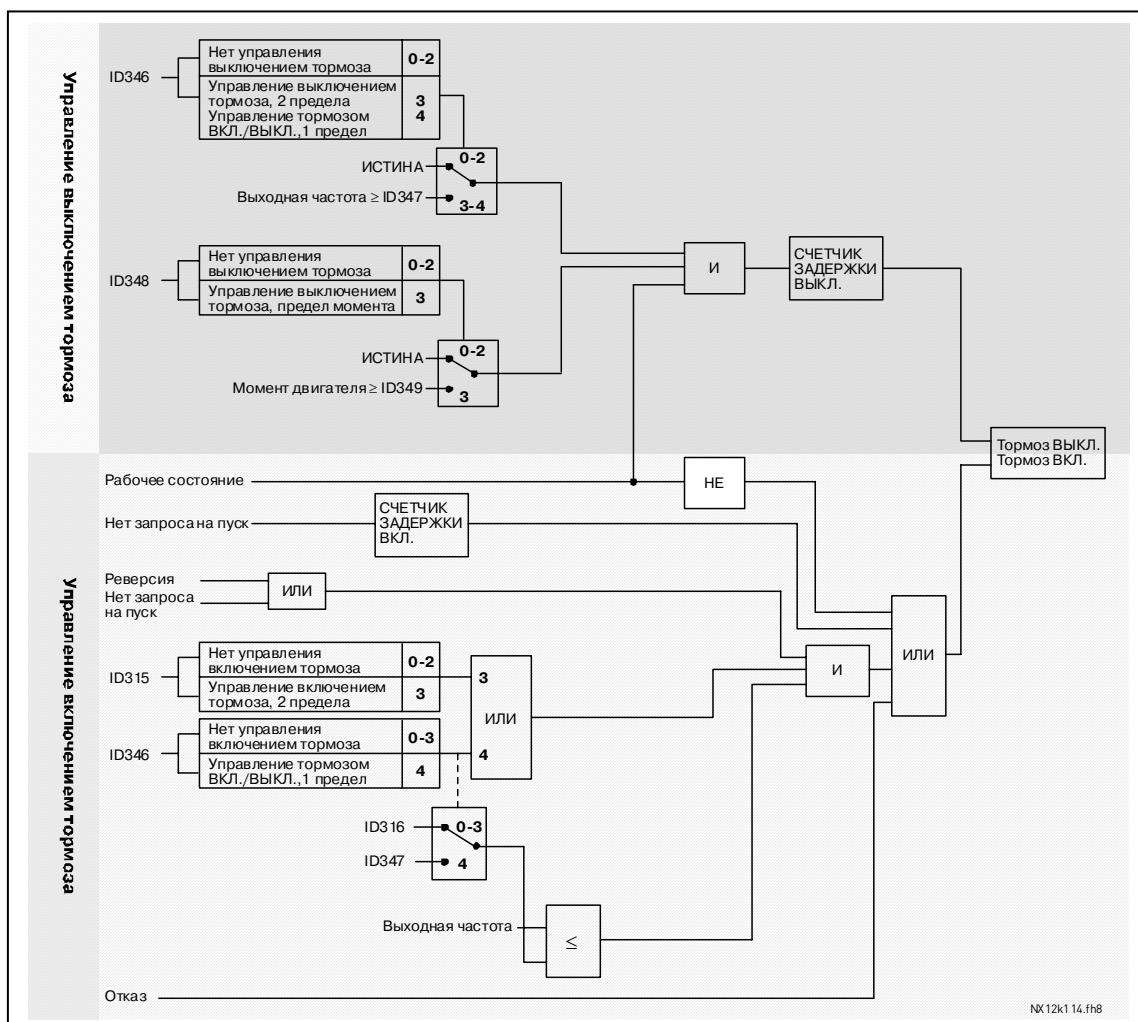 Управление выключением тормоза
ID346
Нет управления
выключением тормоза
0-2
Управление выключением
тормоза, 2 предела
3
Управление тормозом
ВКЛ./ВЫКЛ.,1 предел
4
ИСТИНА
0-2
Выходная частота ≥ ID347
3-4
ID348
Нет управления
выключением тормоза
0-2
Управление выключением
тормоза, предел момента
3
ИСТИНА
0-2
Момент двигателя ≥ ID349
3
И
СЧЕТЧИК
ЗАДЕРЖКИ
ВЫКЛ.
Тормоз ВЫКЛ.
Тормоз ВКЛ.
Управление включением тормоза
Рабочее состояние
НЕ
Нет запроса на пуск
СЧЕТЧИК
ЗАДЕРЖКИ
ВКЛ.
Реверсия
Нет запроса
на пуск
ИЛИ
ID315
Нет управления
включением тормоза
0-2
Управление включением
тормоза, 2 предела
3
ID346
Нет управления
включением тормоза
0-3
Управление тормозом
ВКЛ./ВЫКЛ.,1 предел
4
3
ИЛИ
4
И
ИЛИ
ID316
0-3
ID347
4
Выходная частота
≤
Отказ
NX12k114.fh8